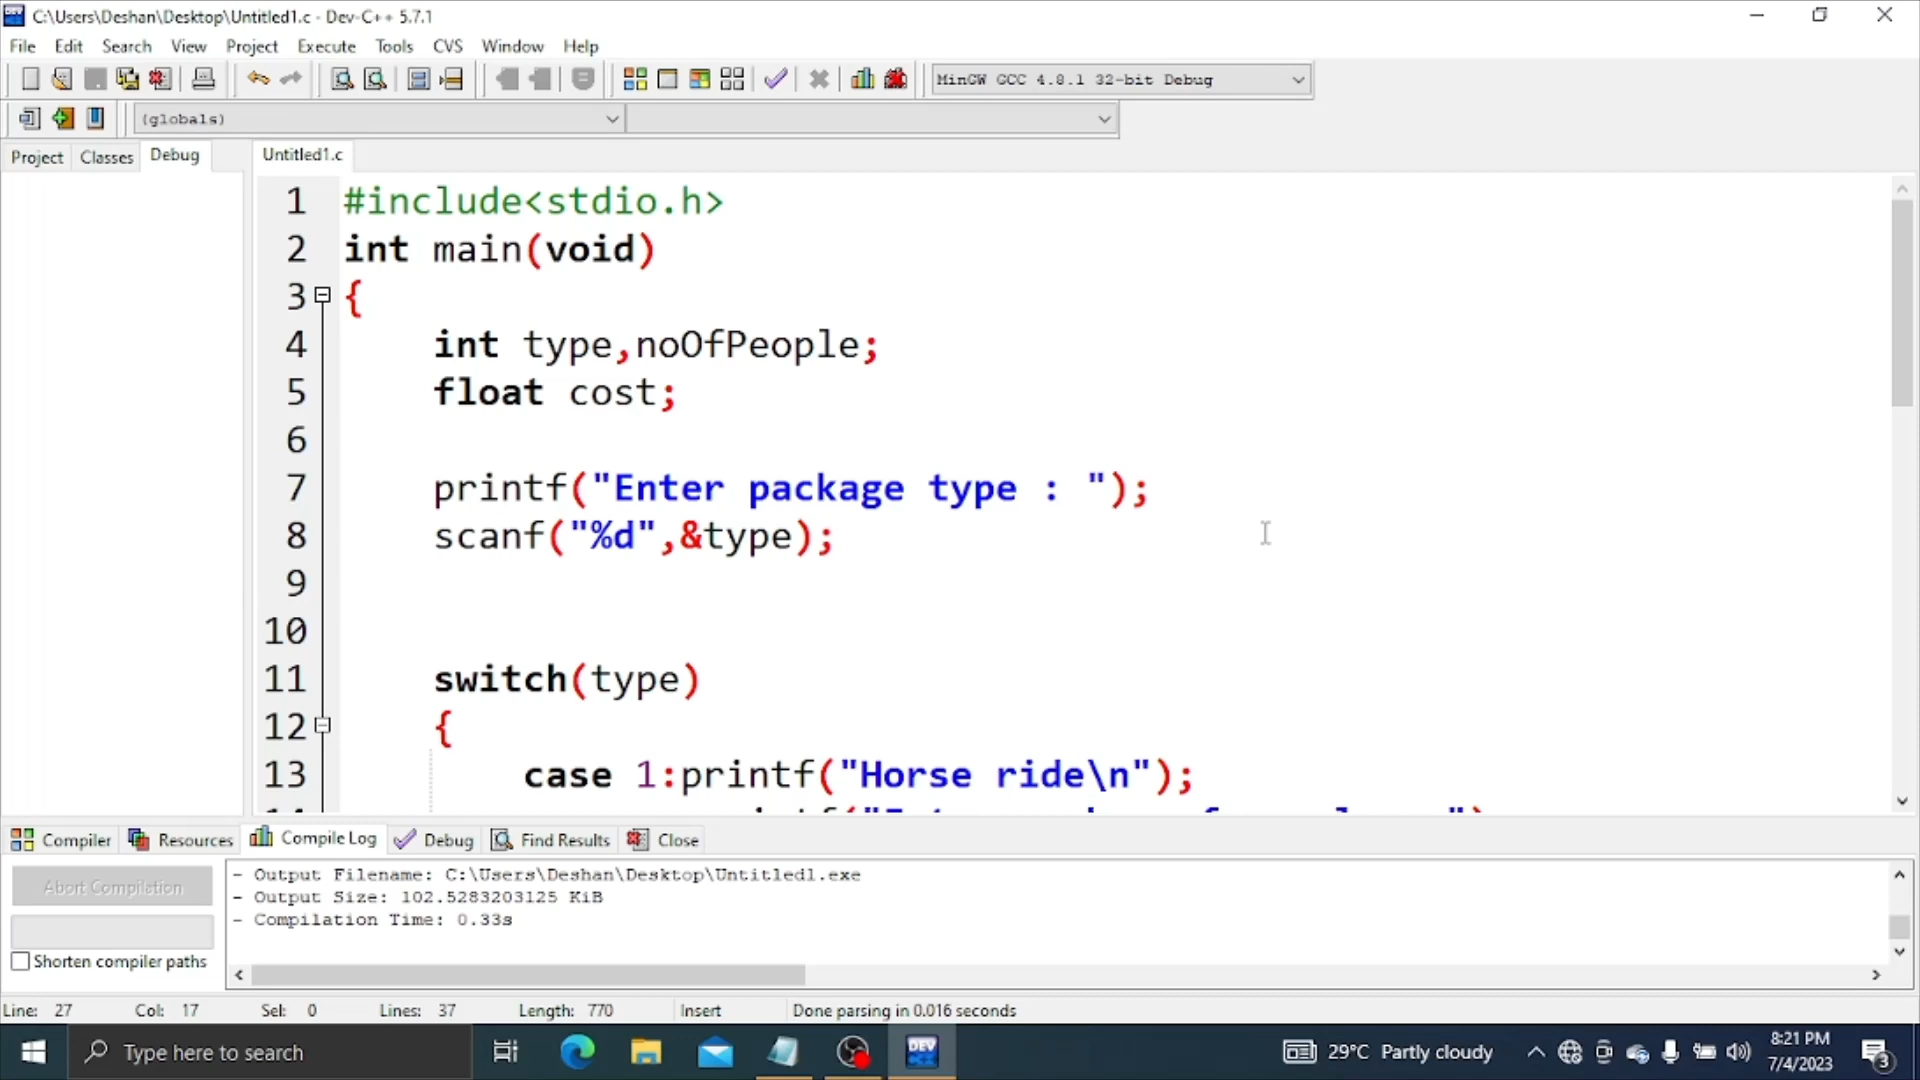 C:\Users\Deshan\Desktop\Untitled1.c - Dev-C++ 5.7.1
File Edit Search View Project Execute Tools CVS Window Help
MinGW GCC 4.8.1 32-bit Debug
(globals)
Project Classes Debug Untitled1.c
1 #include<stdio.h>
2 int main(void)
3 {
4 int type,noOfPeople;
5 float cost;
6
7 printf("Enter package type : ");
8 scanf("%d",&type);
9
10
11 switch(type)
12 {
13 case 1:printf("Horse ride\n");
Compiler Resources Compile Log Debug Find Results Close
Abort Compilation
- Output Filename: C:\Users\Deshan\Desktop\Untitled1.exe
- Output Size: 102.5283203125 KiB
- Compilation Time: 0.33s
Shorten compiler paths
Line: 27 Col: 17 Sel: 0 Lines: 37 Length: 770 Insert Done parsing in 0.016 seconds
Type here to search
DEV
29°C Partly cloudy
8:21 PM
7/4/2023
3